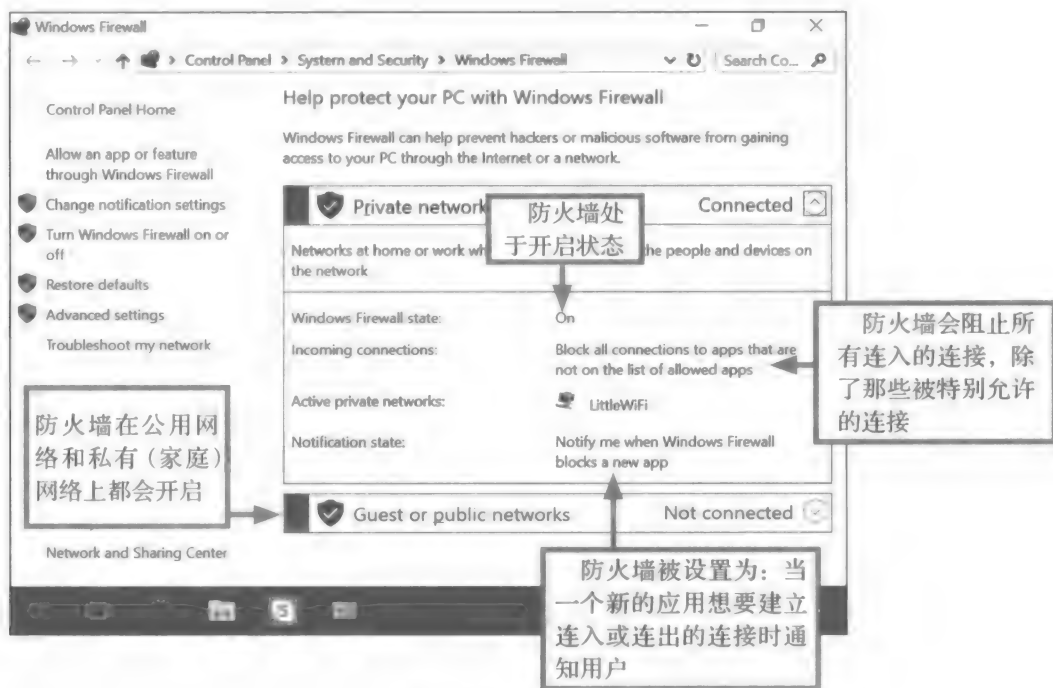 Windows Firewall
Control Panel > System and Security > Windows Firewall
Search Co...
Control Panel Home
Allow an app or feature
through Windows Firewall
Change notification settings
Turn Windows Firewall on or
off
Restore defaults
Advanced settings
Troubleshoot my network
防火墙在公用网
络和私有（家庭）
网络上都会开启
Network and Sharing Center
Help protect your PC with Windows Firewall
Windows Firewall can help prevent hackers or malicious software from gaining
access to your PC through the Internet or a network.
Private network
Connected
防火墙处
于开启状态
Networks at home or work wh
he people and devices on
the network
Windows Firewall state:
On
Incoming connections:
Block all connections to apps that are
not on the list of allowed apps
Active private networks:
LittleWiFi
Notification state:
Notify me when Windows Firewall
blocks a new app
Guest or public networks
Not connected
防火墙会阻止所
有连入的连接，除
了那些被特别允许
的连接
防火墙被设置为：当
一个新的应用想要建立
连入或连出的连接时通
知用户